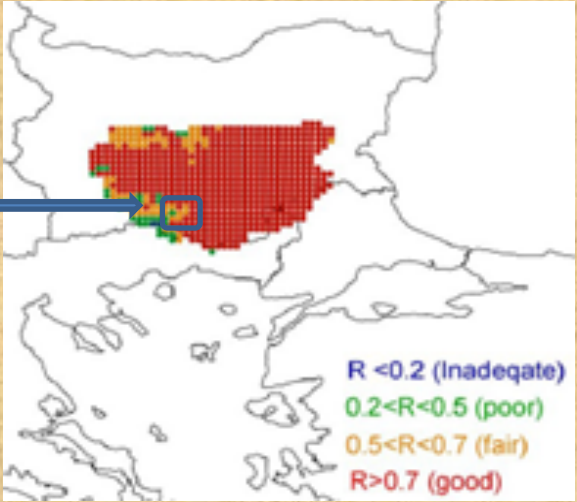 R <0.2 (Inadeqate)
0.2<R<0.5 (poor)
0.5<R<0.7 (fair)
R>0.7 (good)